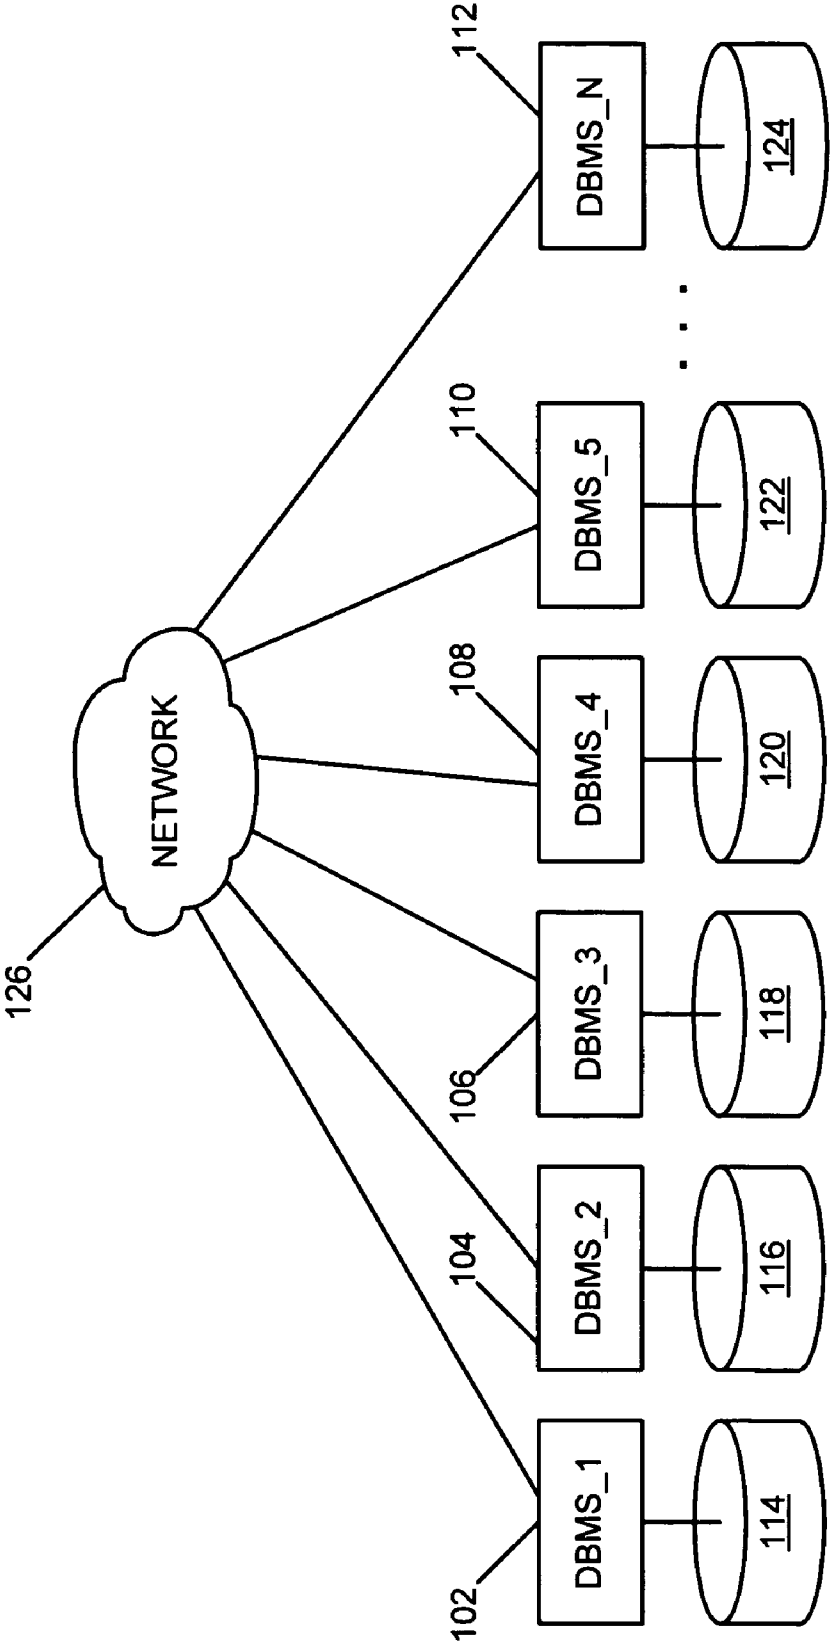 126
NETWORK
102
104
106
108
110
112
DBMS_1
DBMS_2
DBMS_3
DBMS_4
DBMS_5
DBMS_N
. . .
114
116
118
120
122
124